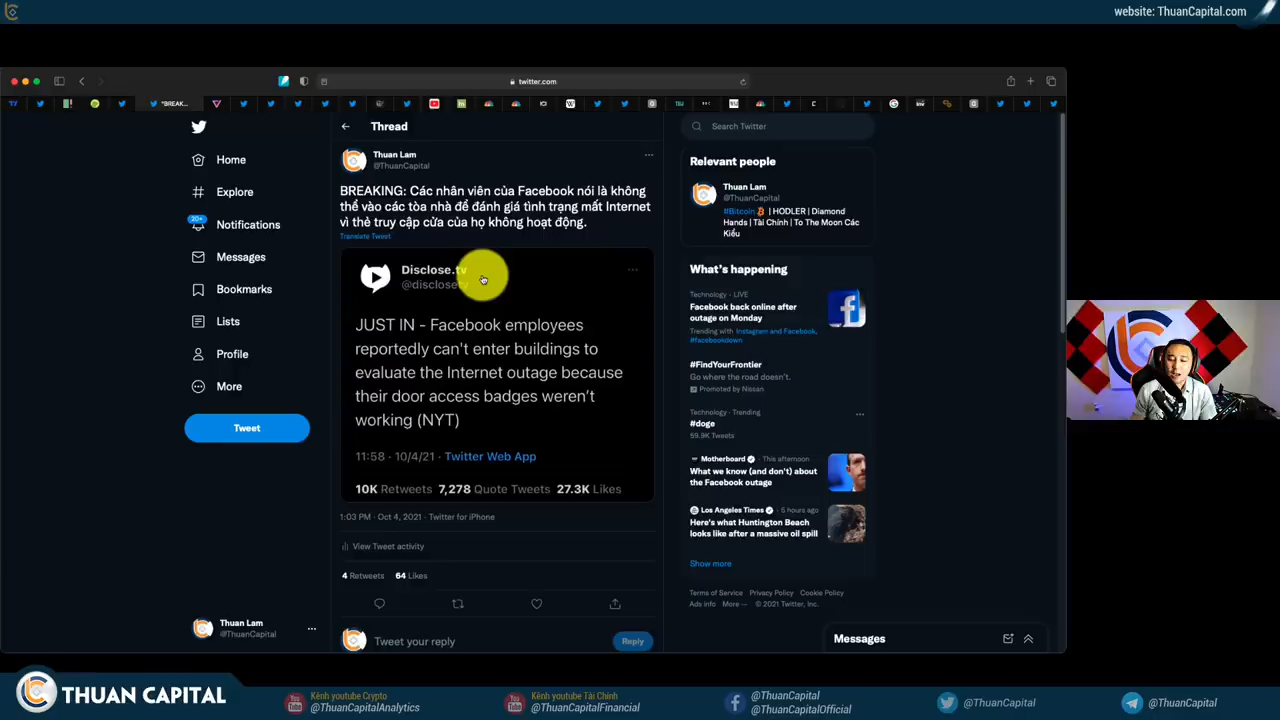 website: ThuanCapital.com
twitter.com
*BREAK...
Thread
Search Twitter
Home
Explore
20+
Notifications
Messages
Bookmarks
Lists
Profile
More
Tweet
Thuan Lam
@ThuanCapital
Thuan Lam
@ThuanCapital
BREAKING: Các nhân viên của Facebook nói là không
thể vào các tòa nhà để đánh giá tình trạng mất Internet
vì thẻ truy cập cửa của họ không hoạt động.
Translate Tweet
Disclose.tv
@disclosetv
JUST IN - Facebook employees
reportedly can't enter buildings to
evaluate the Internet outage because
their door access badges weren't
working (NYT)
11:58 · 10/4/21 · Twitter Web App
10K Retweets 7,278 Quote Tweets 27.3K Likes
1:03 PM · Oct 4, 2021 · Twitter for iPhone
View Tweet activity
4 Retweets 64 Likes
Tweet your reply
Reply
Relevant people
Thuan Lam
@ThuanCapital
#Bitcoin | HODLER | Diamond
Hands | Tài Chính | To The Moon Các
Kiểu
What's happening
Technology · LIVE
Facebook back online after
outage on Monday
Trending with Instagram and Facebook,
#facebookdown
#FindYourFrontier
Go where the road doesn't.
Promoted by Nissan
Technology · Trending
#doge
59.9K Tweets
Motherboard · This afternoon
What we know (and don't) about
the Facebook outage
Los Angeles Times · 5 hours ago
Here's what Huntington Beach
looks like after a massive oil spill
Show more
Terms of Service Privacy Policy Cookie Policy
Ads info More ··· © 2021 Twitter, Inc.
Messages
THUAN CAPITAL
Kênh youtube Crypto
@ThuanCapitalAnalytics
Kênh youtube Tài Chính
@ThuanCapitalFinancial
@ThuanCapital
@ThuanCapitalOfficial
@ThuanCapital
@ThuanCapital